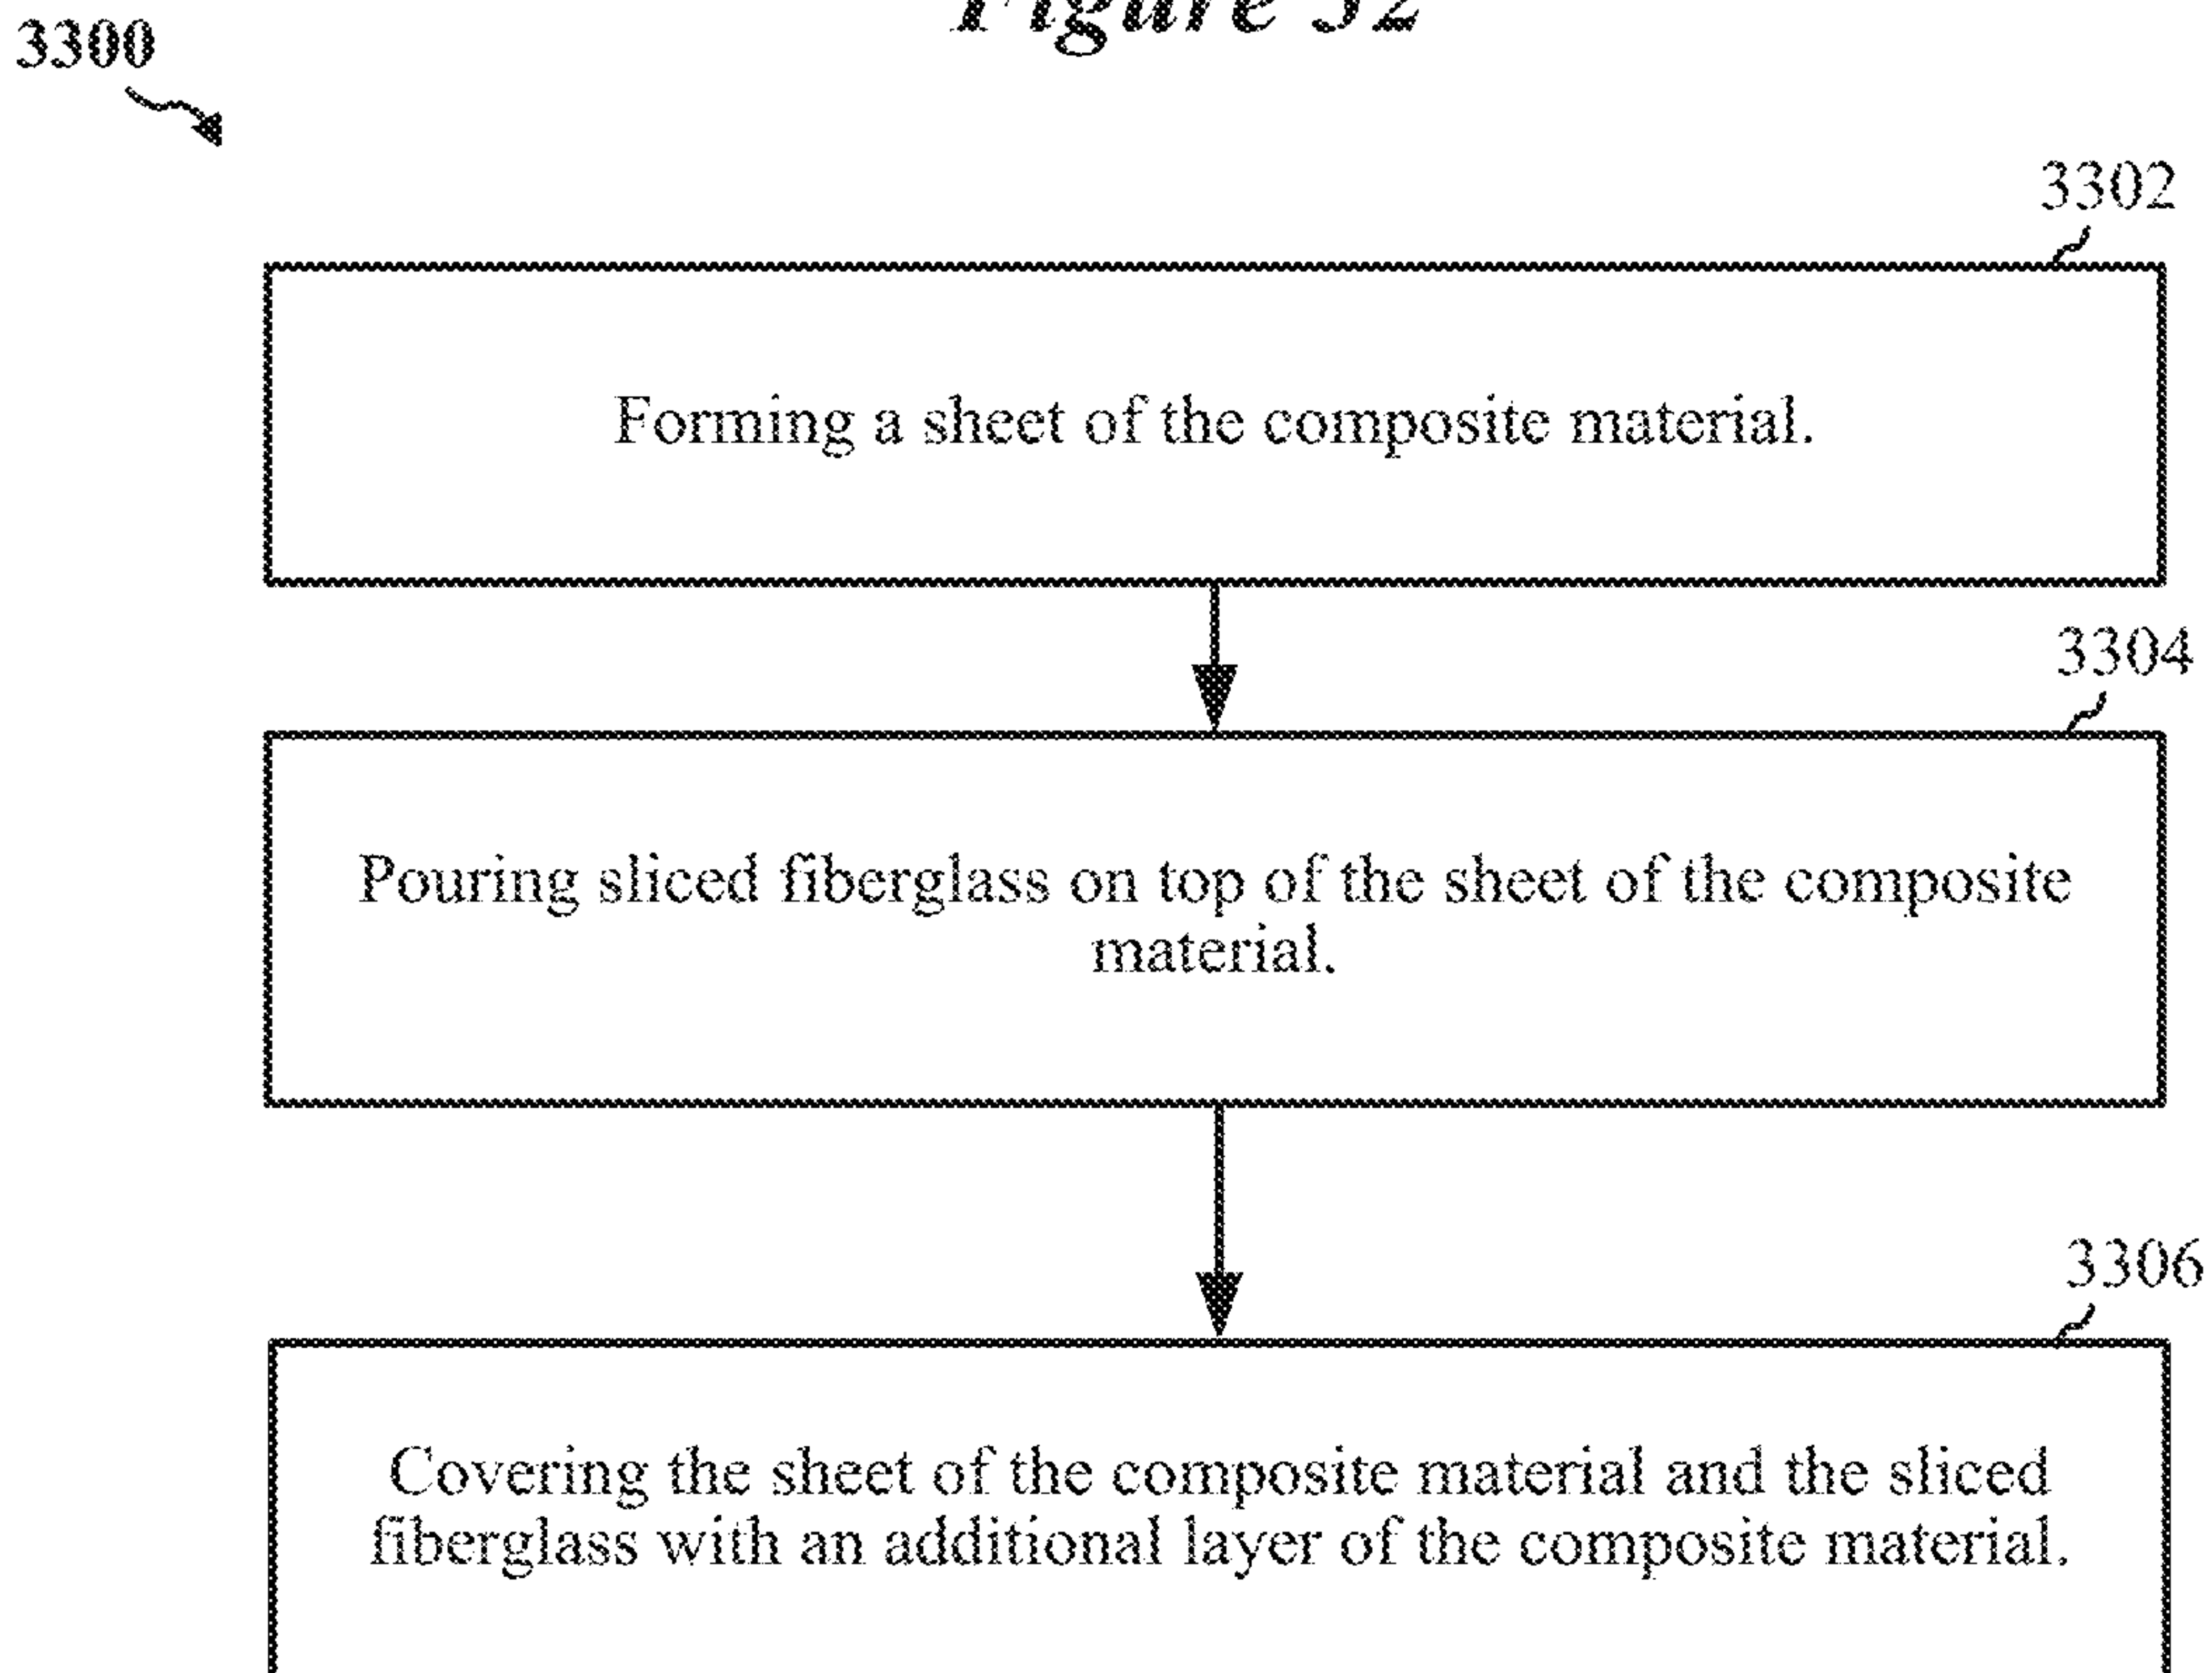 Figure 32
3300
3302
Forming a sheet of the composite material.
3304
Pouring sliced fiberglass on top of the sheet of the composite
material.
3306
Covering the sheet of the composite material and the sliced
fiberglass with an additional layer of the composite material.